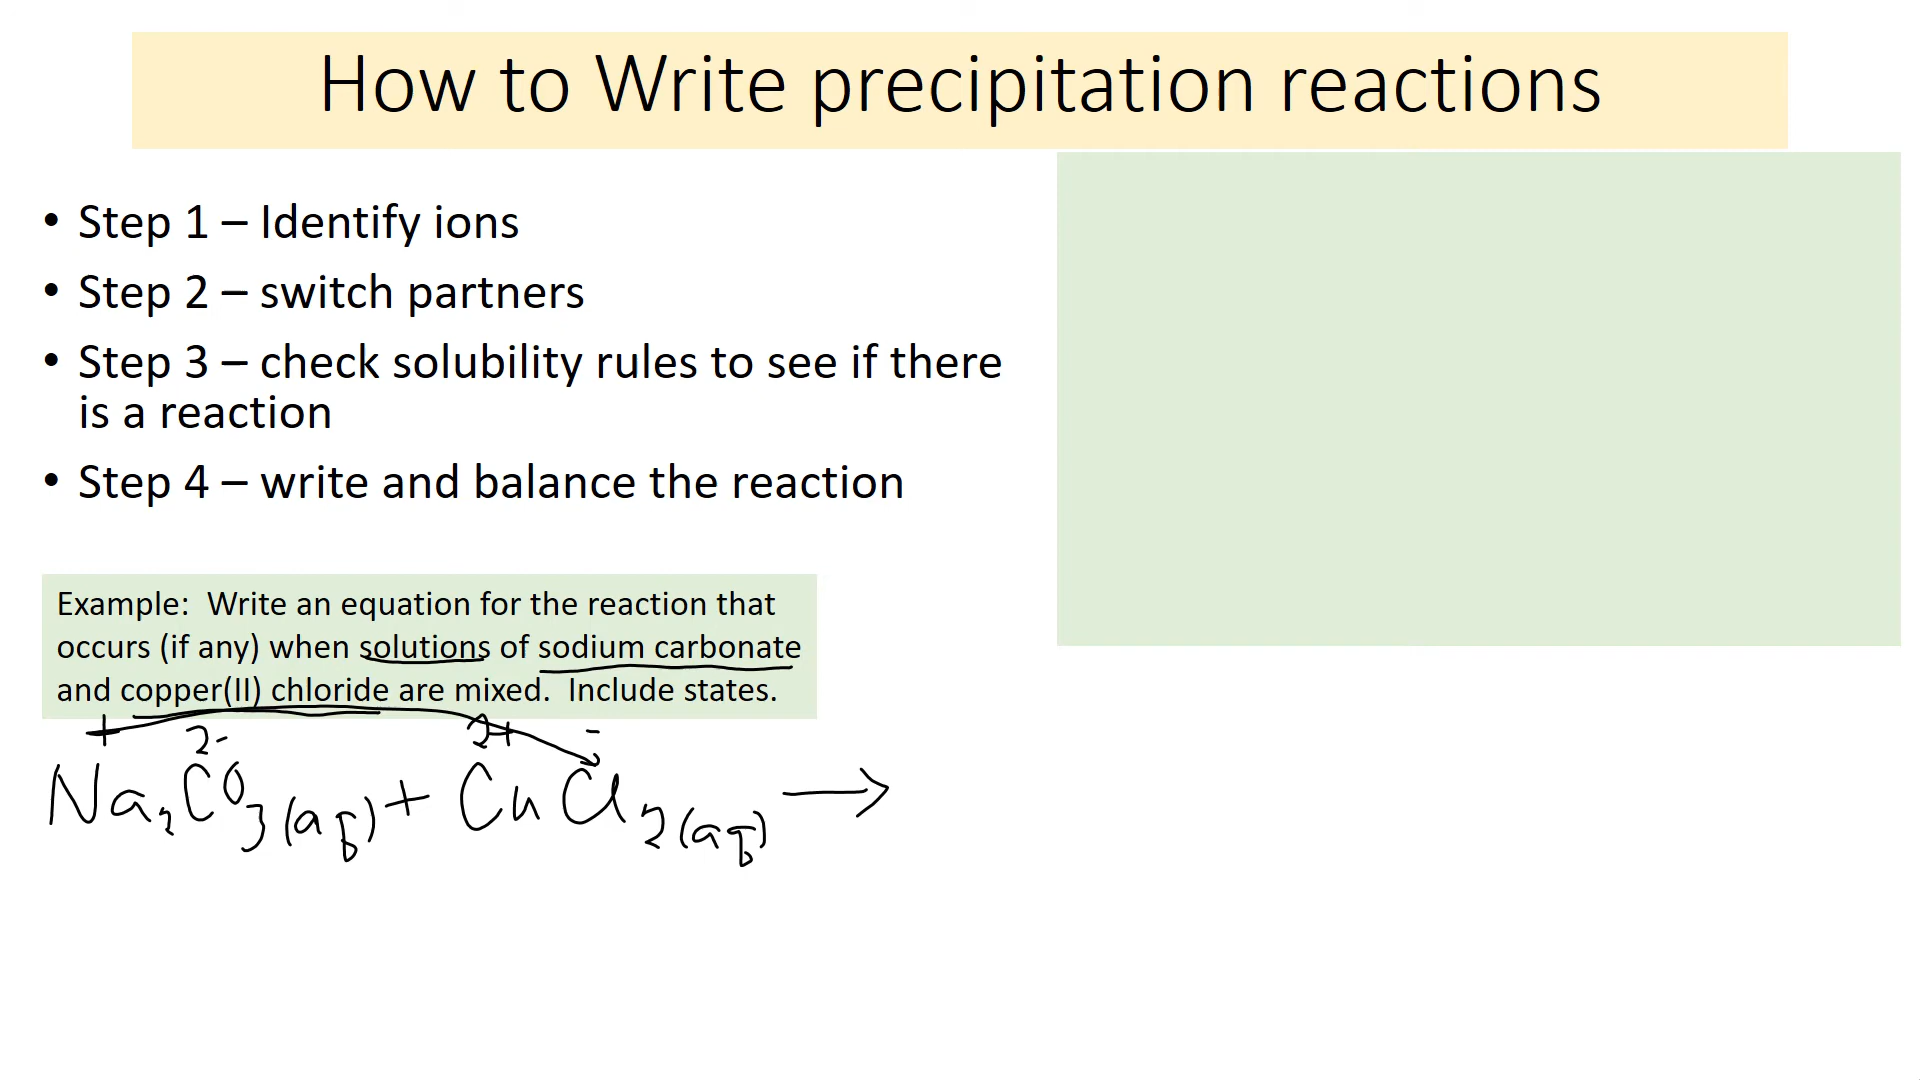 How to Write precipitation reactions
• Step 1 – Identify ions
• Step 2 – switch partners
• Step 3 – check solubility rules to see if there
is a reaction
• Step 4 – write and balance the reaction
Example: Write an equation for the reaction that
occurs (if any) when solutions of sodium carbonate
and copper(II) chloride are mixed. Include states.
+ 2- 2+ -
Na₂CO₃(aq) + CuCl₂(aq) →